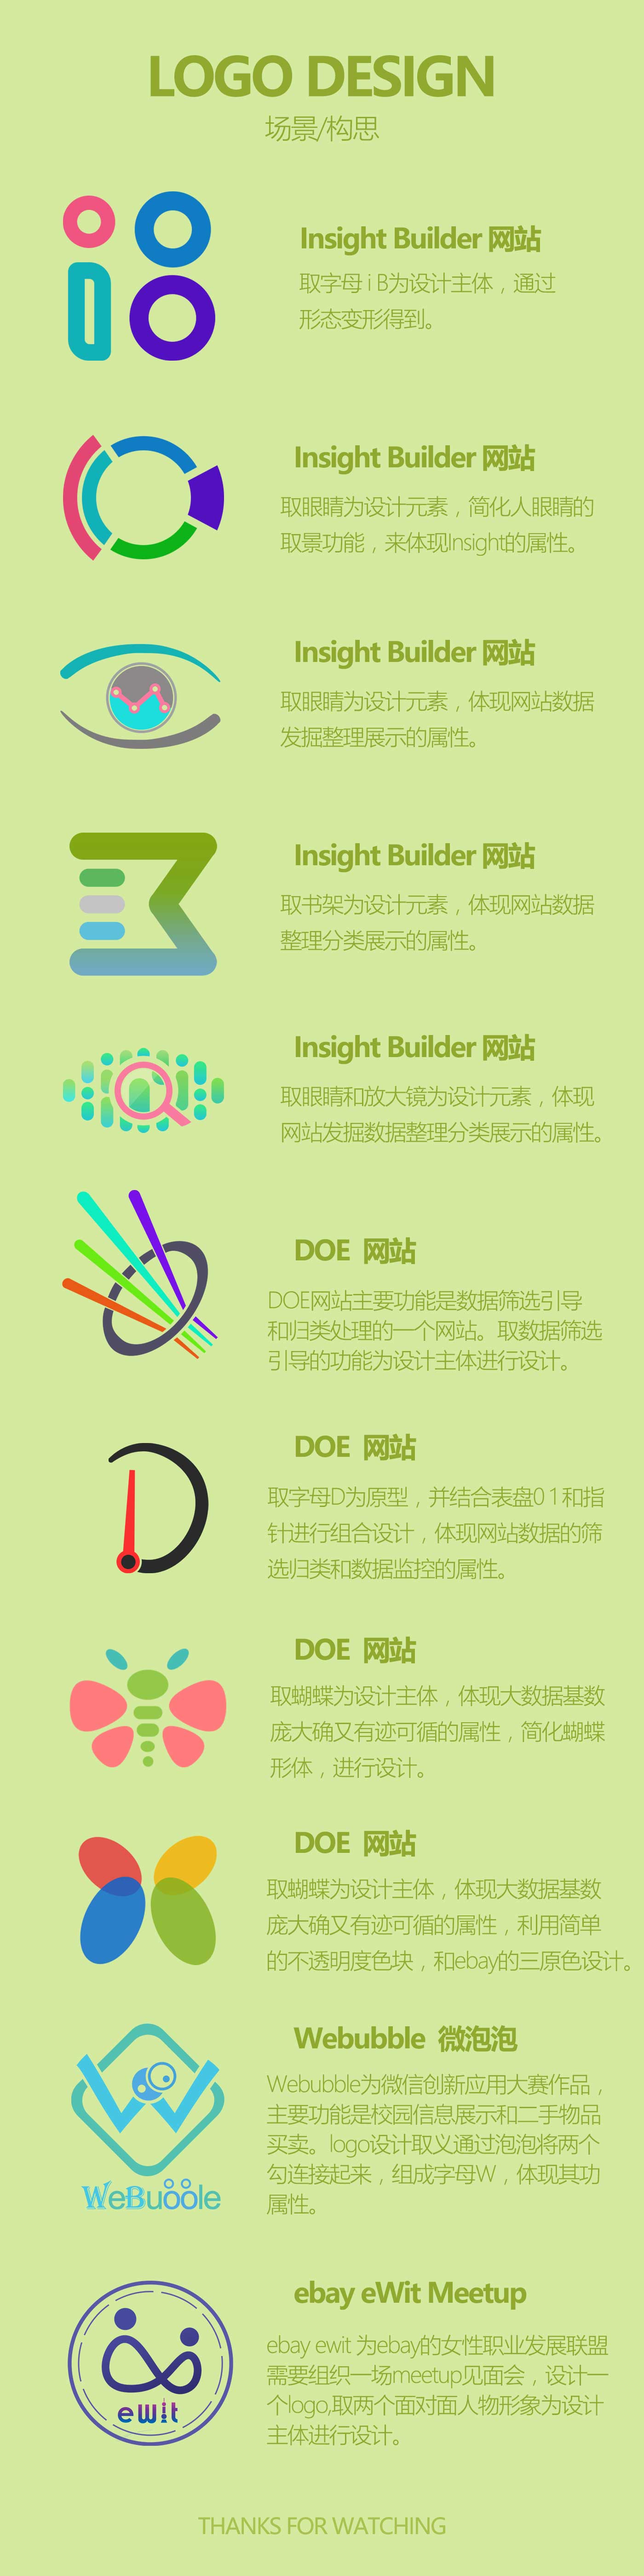 LOGO DESIGN
场景/构思
Insight Builder 网站
取字母 i B为设计主体，通过
形态变形得到。
Insight Builder 网站
取眼睛为设计元素，简化人眼睛的
取景功能，来体现Insight的属性。
Insight Builder 网站
取眼睛为设计元素，体现网站数据
发掘整理展示的属性。
Insight Builder 网站
取书架为设计元素，体现网站数据
整理分类展示的属性。
Insight Builder 网站
取眼睛和放大镜为设计元素，体现
网站发掘数据整理分类展示的属性。
DOE 网站
DOE网站主要功能是数据筛选引导
和归类处理的一个网站。取数据筛选
引导的功能为设计主体进行设计。
DOE 网站
取字母D为原型，并结合表盘0 1和指
针进行组合设计，体现网站数据的筛
选归类和数据监控的属性。
DOE 网站
取蝴蝶为设计主体，体现大数据基数
庞大确又有迹可循的属性，简化蝴蝶
形体，进行设计。
DOE 网站
取蝴蝶为设计主体，体现大数据基数
庞大确又有迹可循的属性，利用简单
的不透明度色块，和ebay的三原色设计。
Webubble 微泡泡
Webubble为微信创新应用大赛作品，
主要功能是校园信息展示和二手物品
买卖。logo设计取义通过泡泡将两个
勾连接起来，组成字母W，体现其功
属性。
WeBubble
ebay eWit Meetup
ebay ewit 为ebay的女性职业发展联盟
需要组织一场meetup见面会，设计一
个logo,取两个面对面人物形象为设计
主体进行设计。
ewit
THANKS FOR WATCHING